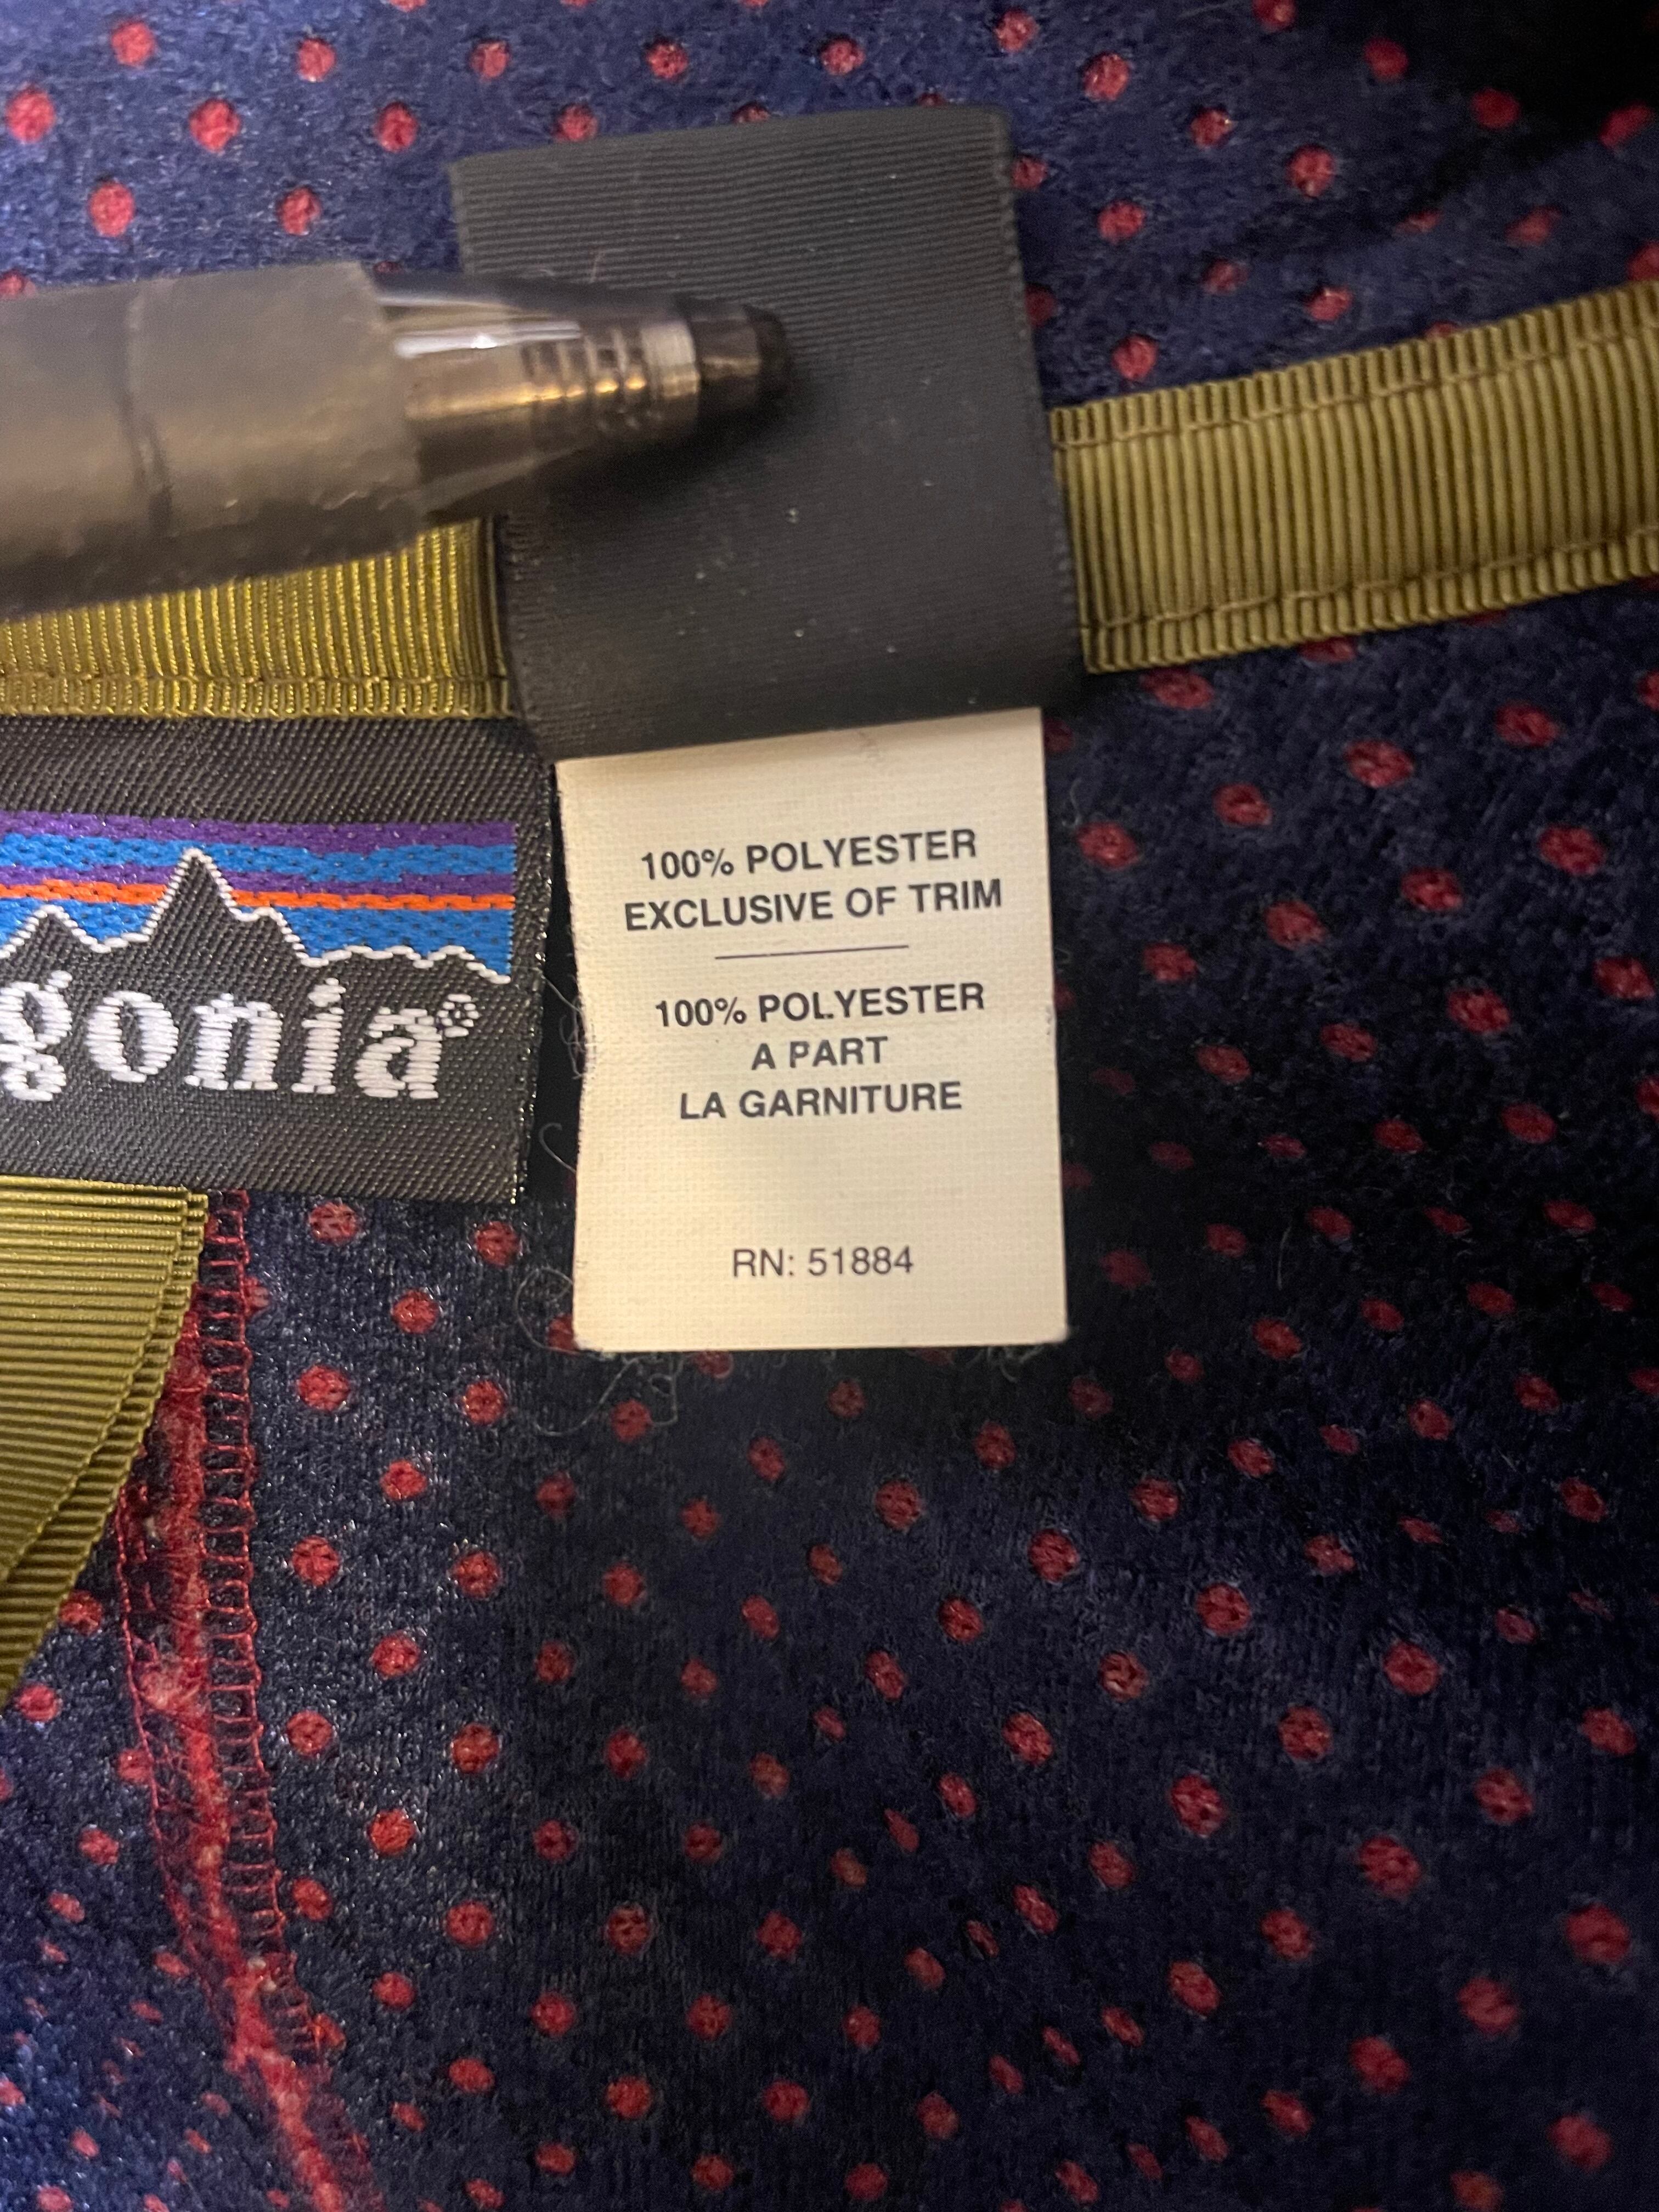 gonia®
100% POLYESTER
EXCLUSIVE OF TRIM
100% POLYESTER
A PART
LA GARNITURE
RN: 51884